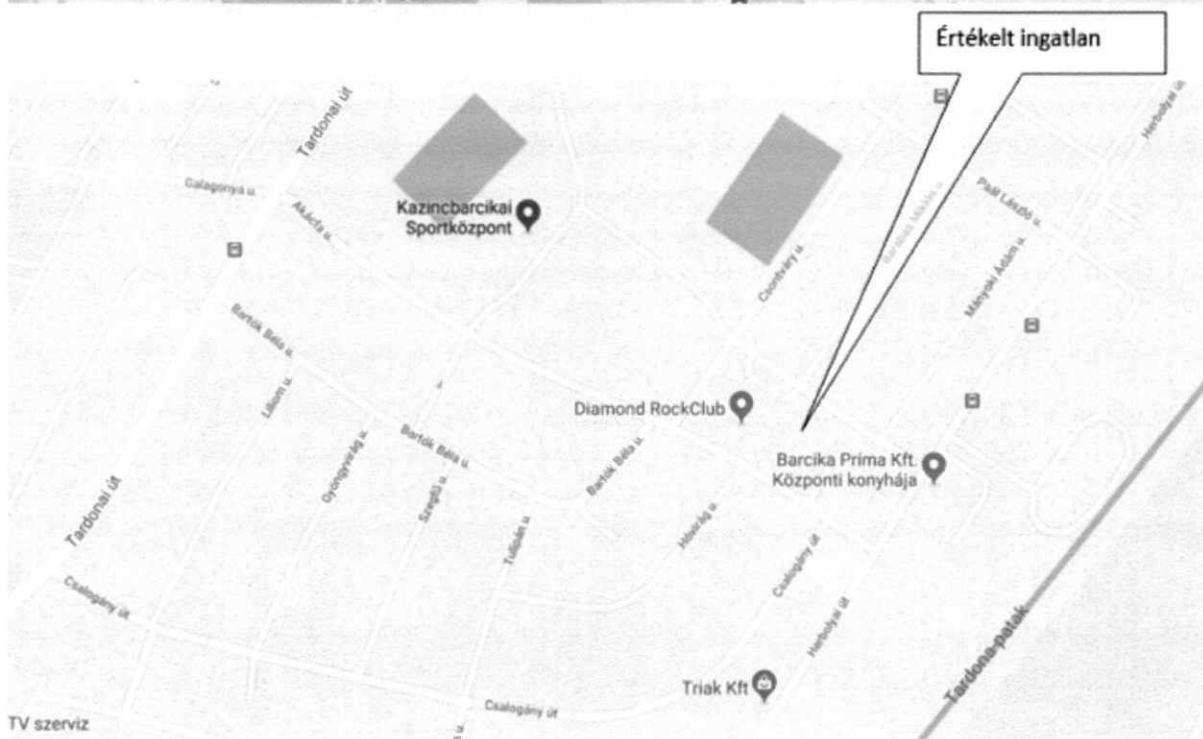 Értékelt ingatlan
Herbolyai út
Tardonai út
Galagonya u.
Akácfa u.
Kazincbarcikai
Sportközpont
Paál László u.
Csontváry u.
Mányoki Ádám u.
Bartók Béla u.
Liliom u.
Diamond RockClub
Bartók Béla u.
Gyöngyvirág u.
Bartók Béla u.
Barcika Príma Kft.
Központi konyhája
Szegfű u.
Tardonai út
Tulipán u.
Hóvirág u.
Csalogány út
Csalogány út
Herbolyai út
Tardona-patak
Triak Kft
Csalogány út
TV szerviz
u.